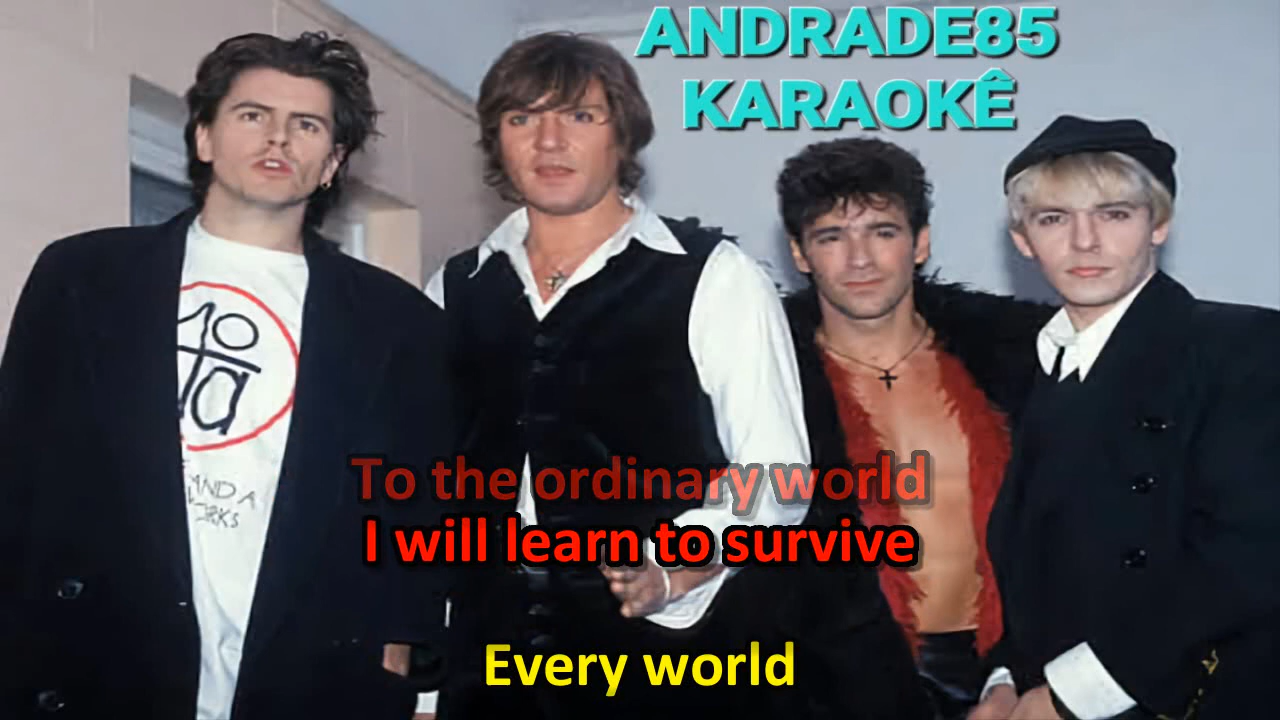 ANDRADE85
KARAOKÊ
To the ordinary world
I will learn to survive
Every world